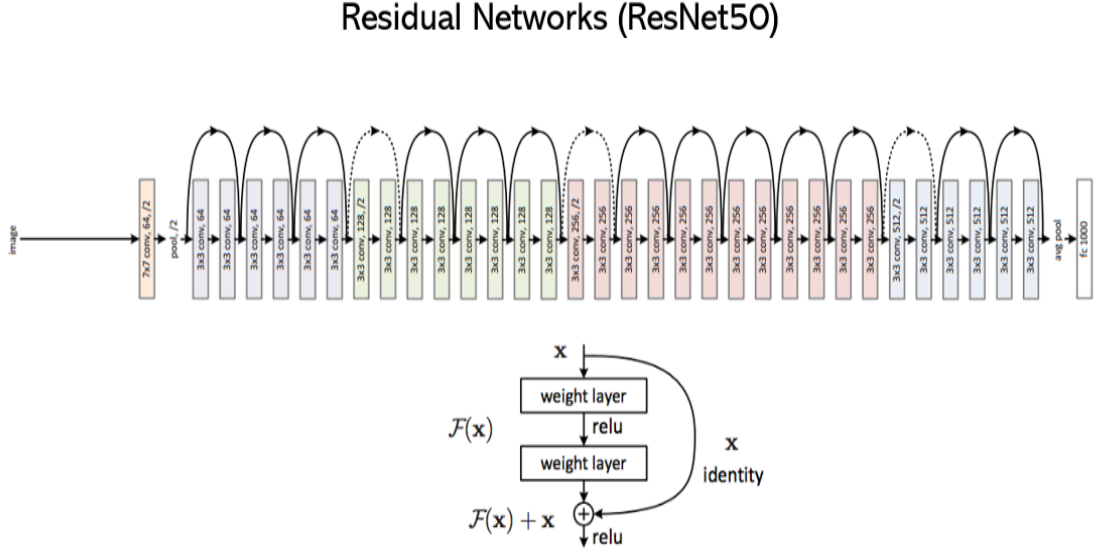 Residual Networks (ResNet50)
image
7x7 conv, 64, /2
pool, /2
3x3 conv, 64
3x3 conv, 64
3x3 conv, 64
3x3 conv, 64
3x3 conv, 64
3x3 conv, 64
3x3 conv, 128, /2
3x3 conv, 128
3x3 conv, 128
3x3 conv, 128
3x3 conv, 128
3x3 conv, 128
3x3 conv, 128
3x3 conv, 128
3x3 conv, 256, /2
3x3 conv, 256
3x3 conv, 256
3x3 conv, 256
3x3 conv, 256
3x3 conv, 256
3x3 conv, 256
3x3 conv, 256
3x3 conv, 256
3x3 conv, 256
3x3 conv, 256
3x3 conv, 256
3x3 conv, 512, /2
3x3 conv, 512
3x3 conv, 512
3x3 conv, 512
3x3 conv, 512
3x3 conv, 512
avg pool
fc 1000
x
weight layer
F(x)
relu
x
weight layer
identity
F(x) + x
+
relu